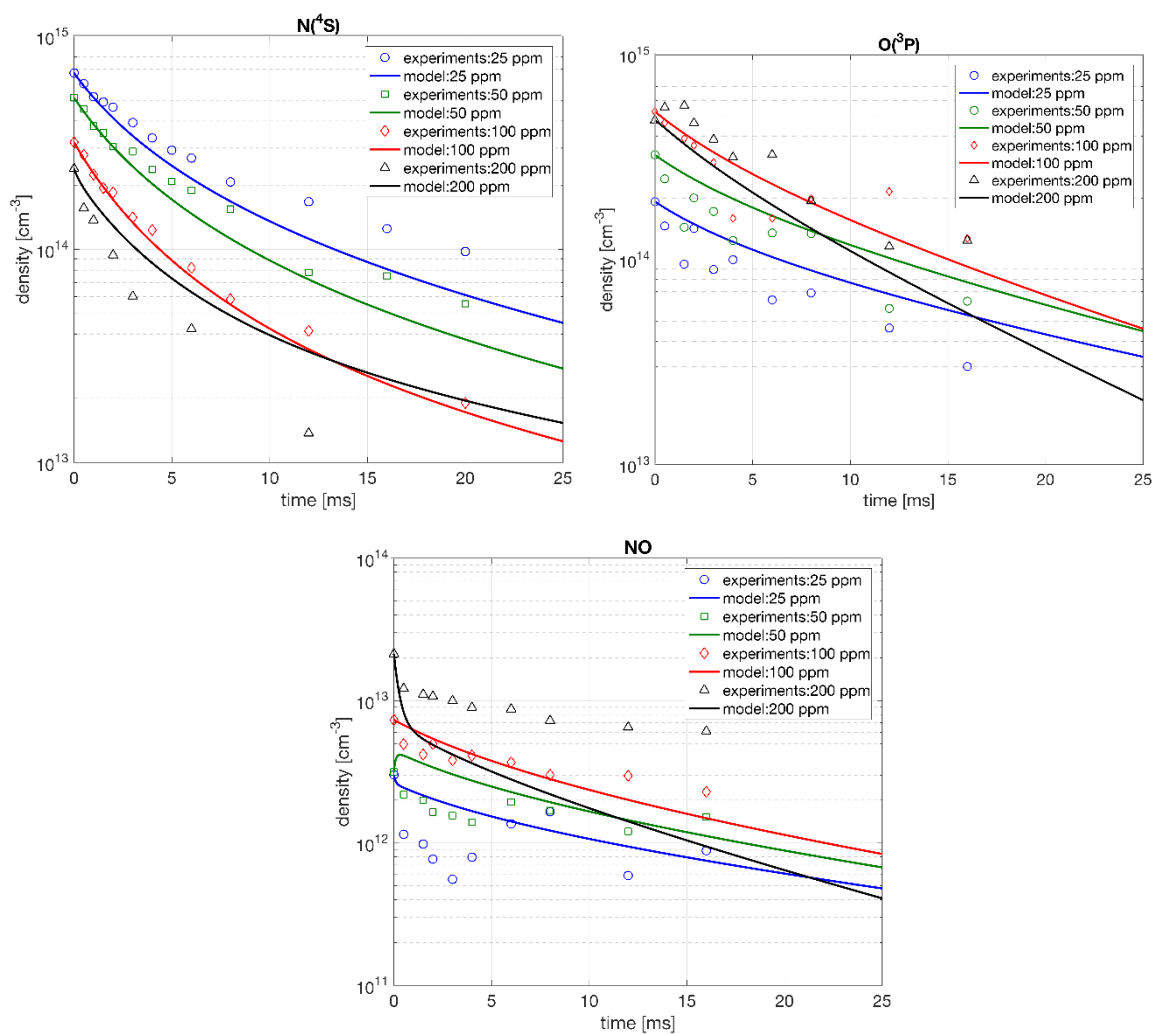 N(⁴S)
10¹⁵
10¹⁴
10¹³
density [cm⁻³]
0 5 10 15 20 25
time [ms]
experiments:25 ppm
model:25 ppm
experiments:50 ppm
model:50 ppm
experiments:100 ppm
model:100 ppm
experiments:200 ppm
model:200 ppm
O(³P)
10¹⁵
10¹⁴
10¹³
density [cm⁻³]
0 5 10 15 20 25
time [ms]
experiments:25 ppm
model:25 ppm
experiments:50 ppm
model:50 ppm
experiments:100 ppm
model:100 ppm
experiments:200 ppm
model:200 ppm
NO
10¹⁴
10¹³
10¹²
10¹¹
density [cm⁻³]
0 5 10 15 20 25
time [ms]
experiments:25 ppm
model:25 ppm
experiments:50 ppm
model:50 ppm
experiments:100 ppm
model:100 ppm
experiments:200 ppm
model:200 ppm